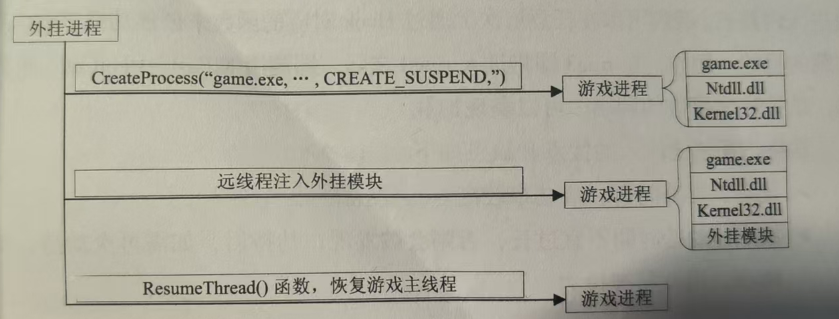 外挂进程
CreateProcess(“game.exe, … , CREATE_SUSPEND,”)
游戏进程
game.exe
Ntdll.dll
Kernel32.dll
远线程注入外挂模块
游戏进程
game.exe
Ntdll.dll
Kernel32.dll
外挂模块
ResumeThread() 函数，恢复游戏主线程
游戏进程